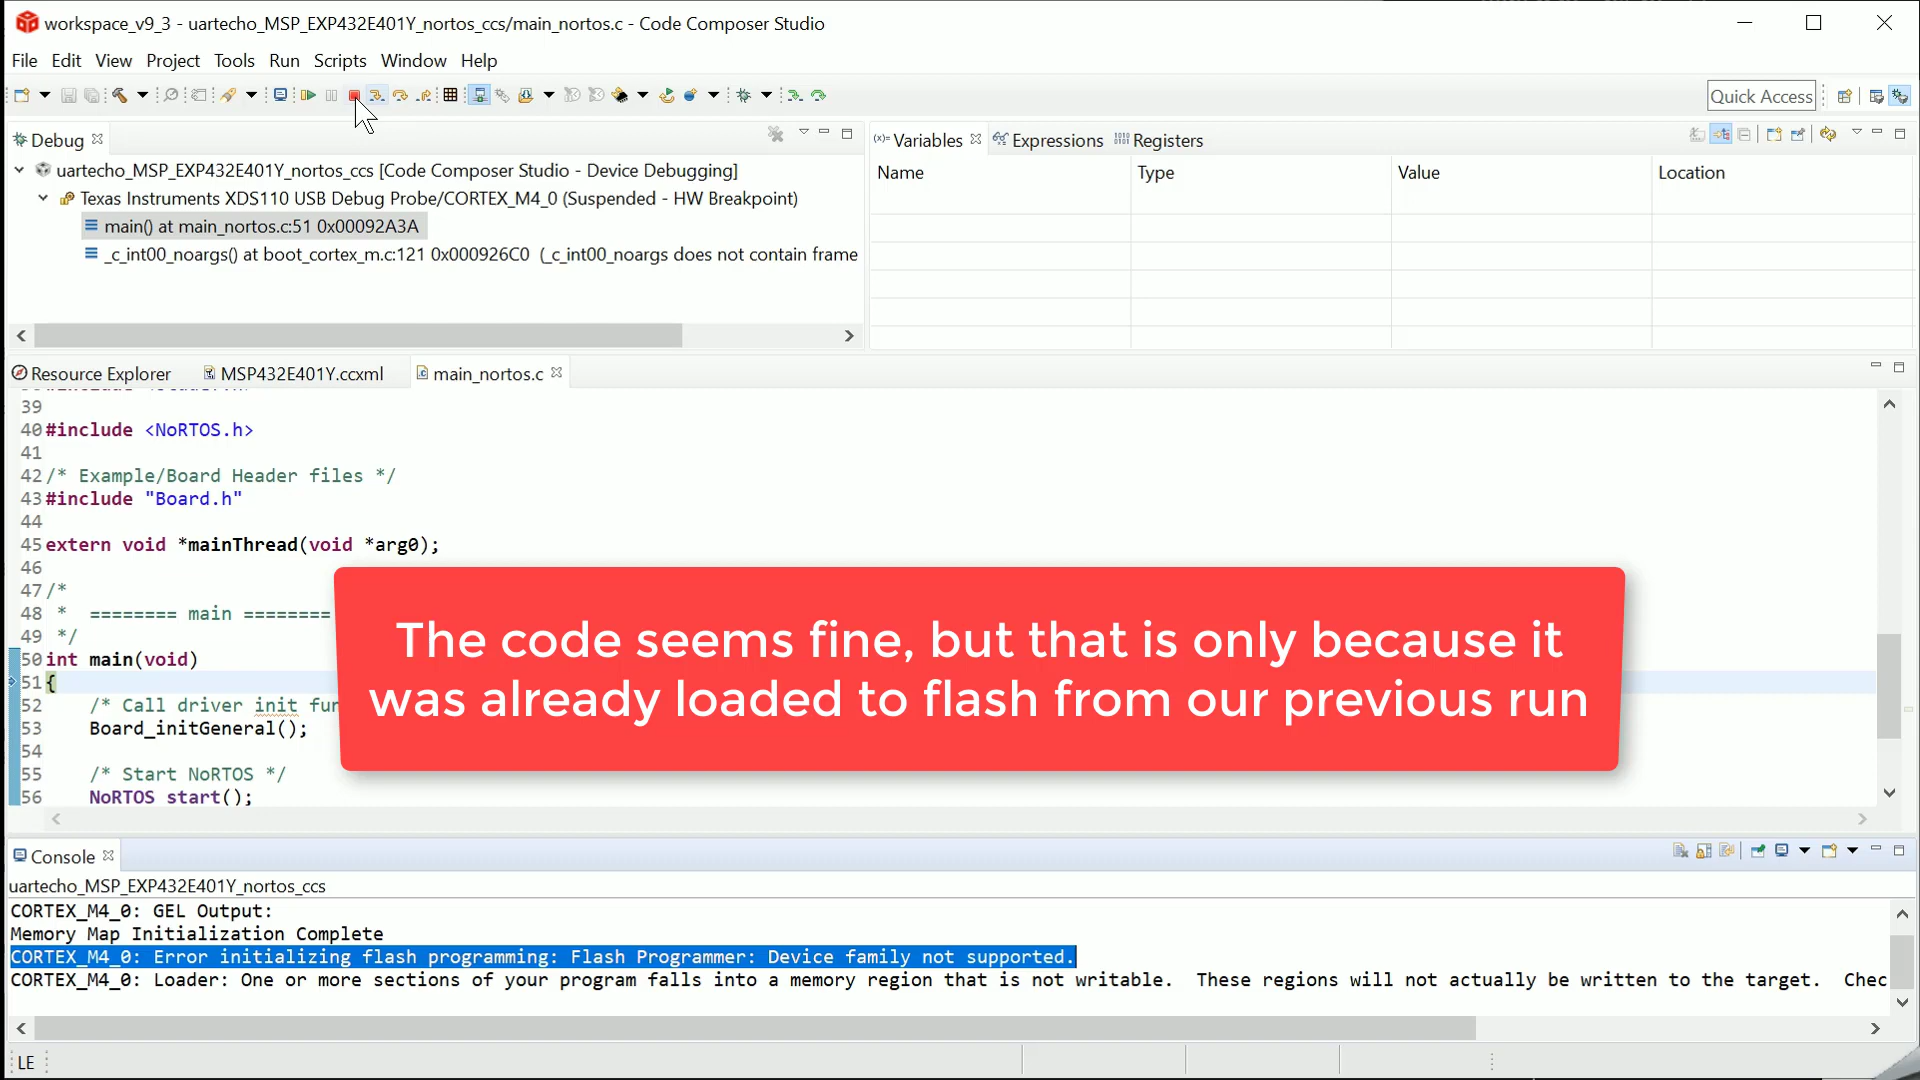 workspace_v9_3 - uartecho_MSP_EXP432E401Y_nortos_ccs/main_nortos.c - Code Composer Studio
File Edit View Project Tools Run Scripts Window Help
Quick Access
Debug
(x)= Variables Expressions Registers
uartecho_MSP_EXP432E401Y_nortos_ccs [Code Composer Studio - Device Debugging]
Texas Instruments XDS110 USB Debug Probe/CORTEX_M4_0 (Suspended - HW Breakpoint)
main() at main_nortos.c:51 0x00092A3A
_c_int00_noargs() at boot_cortex_m.c:121 0x000926C0 (_c_int00_noargs does not contain frame
Name Type Value Location
Resource Explorer MSP432E401Y.ccxml main_nortos.c
39
40 #include <NoRTOS.h>
41
42 /* Example/Board Header files */
43 #include "Board.h"
44
45 extern void *mainThread(void *arg0);
46
47 /*
48 * ======== main ========
49 */
50 int main(void)
51 {
52 /* Call driver init fun
53 Board_initGeneral();
54
55 /* Start NoRTOS */
56 NoRTOS start();
The code seems fine, but that is only because it
was already loaded to flash from our previous run
Console
uartecho_MSP_EXP432E401Y_nortos_ccs
CORTEX_M4_0: GEL Output:
Memory Map Initialization Complete
CORTEX_M4_0: Error initializing flash programming: Flash Programmer: Device family not supported.
CORTEX_M4_0: Loader: One or more sections of your program falls into a memory region that is not writable. These regions will not actually be written to the target. Chec
LE